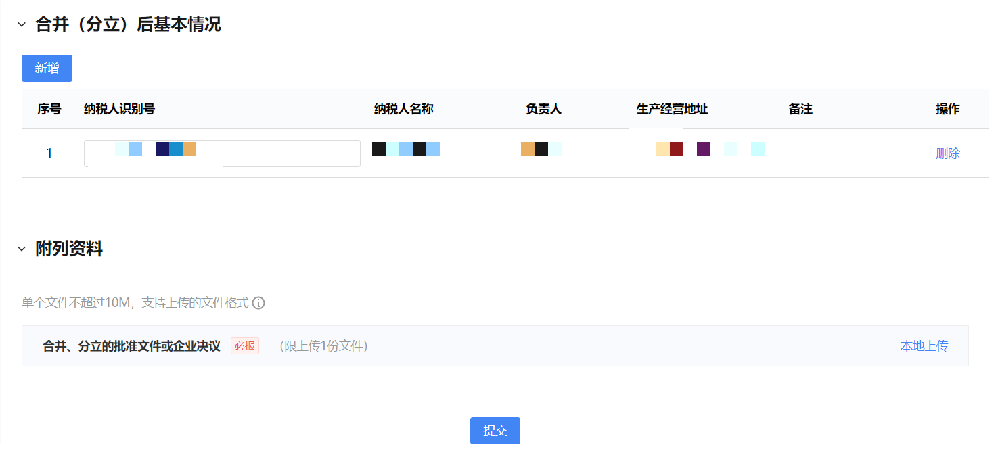 合并（分立）后基本情况
新增
序号 纳税人识别号 纳税人名称 负责人 生产经营地址 备注 操作
1 删除
附列资料
单个文件不超过10M，支持上传的文件格式
合并、分立的批准文件或企业决议 必报 (限上传1份文件) 本地上传
提交